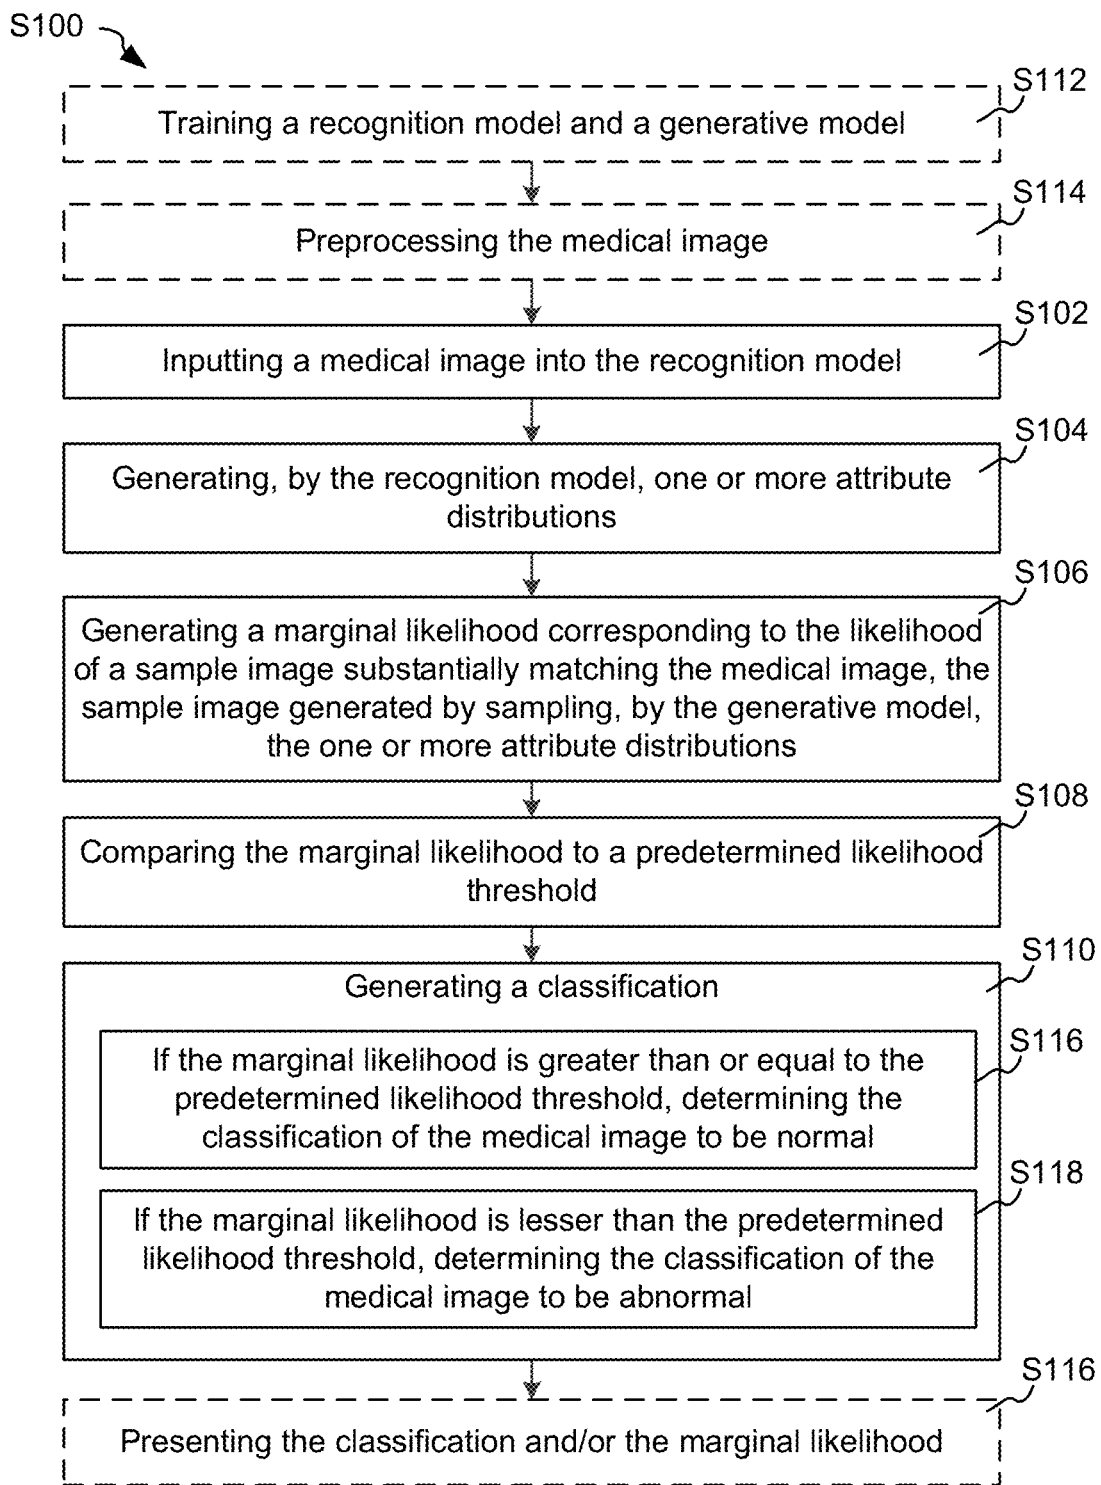 S100
S112
Training a recognition model and a generative model
S114
Preprocessing the medical image
S102
Inputting a medical image into the recognition model
S104
Generating, by the recognition model, one or more attribute
distributions
S106
Generating a marginal likelihood corresponding to the likelihood
of a sample image substantially matching the medical image, the
sample image generated by sampling, by the generative model,
the one or more attribute distributions
S108
Comparing the marginal likelihood to a predetermined likelihood
threshold
S110
Generating a classification
S116
If the marginal likelihood is greater than or equal to the
predetermined likelihood threshold, determining the
classification of the medical image to be normal
S118
If the marginal likelihood is lesser than the predetermined
likelihood threshold, determining the classification of the
medical image to be abnormal
S116
Presenting the classification and/or the marginal likelihood